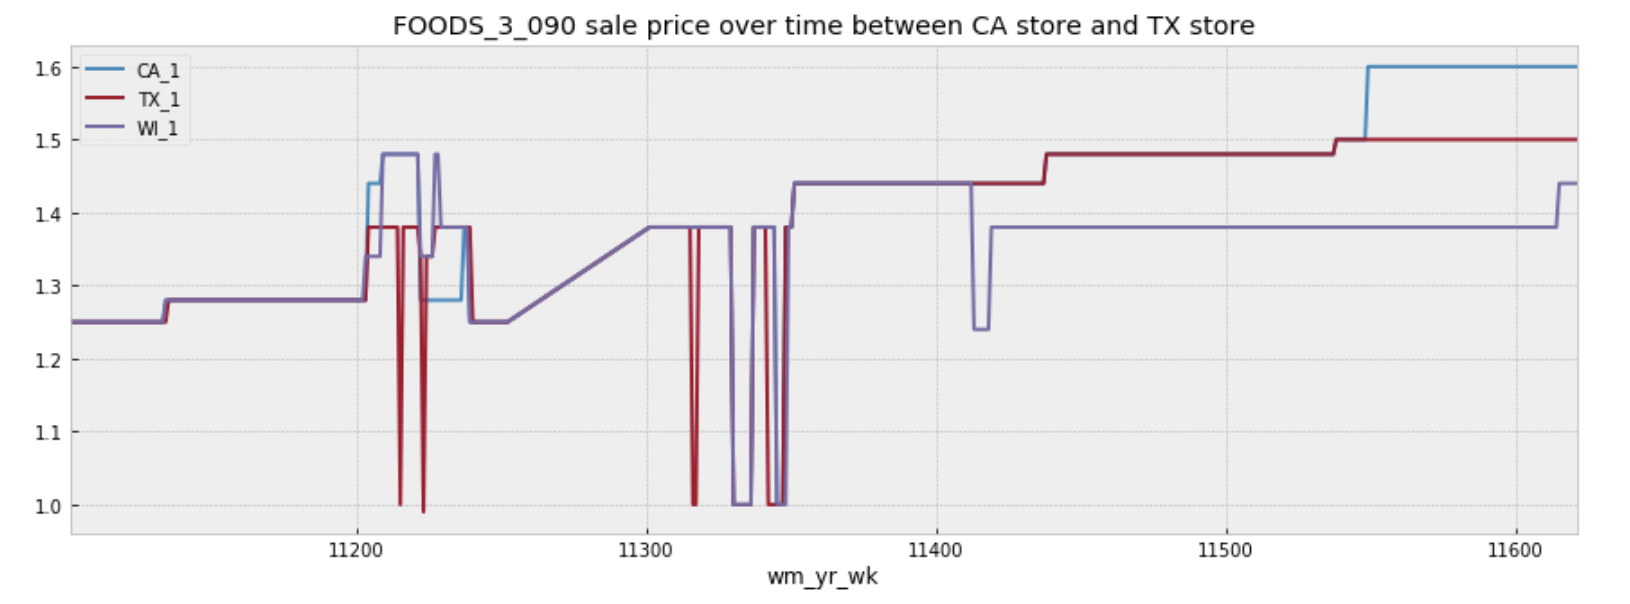 FOODS_3_090 sale price over time between CA store and TX store
CA_1
TX_1
WI_1
1.6
1.5
1.4
1.3
1.2
1.1
1.0
11200 11300 11400 11500 11600
wm_yr_wk